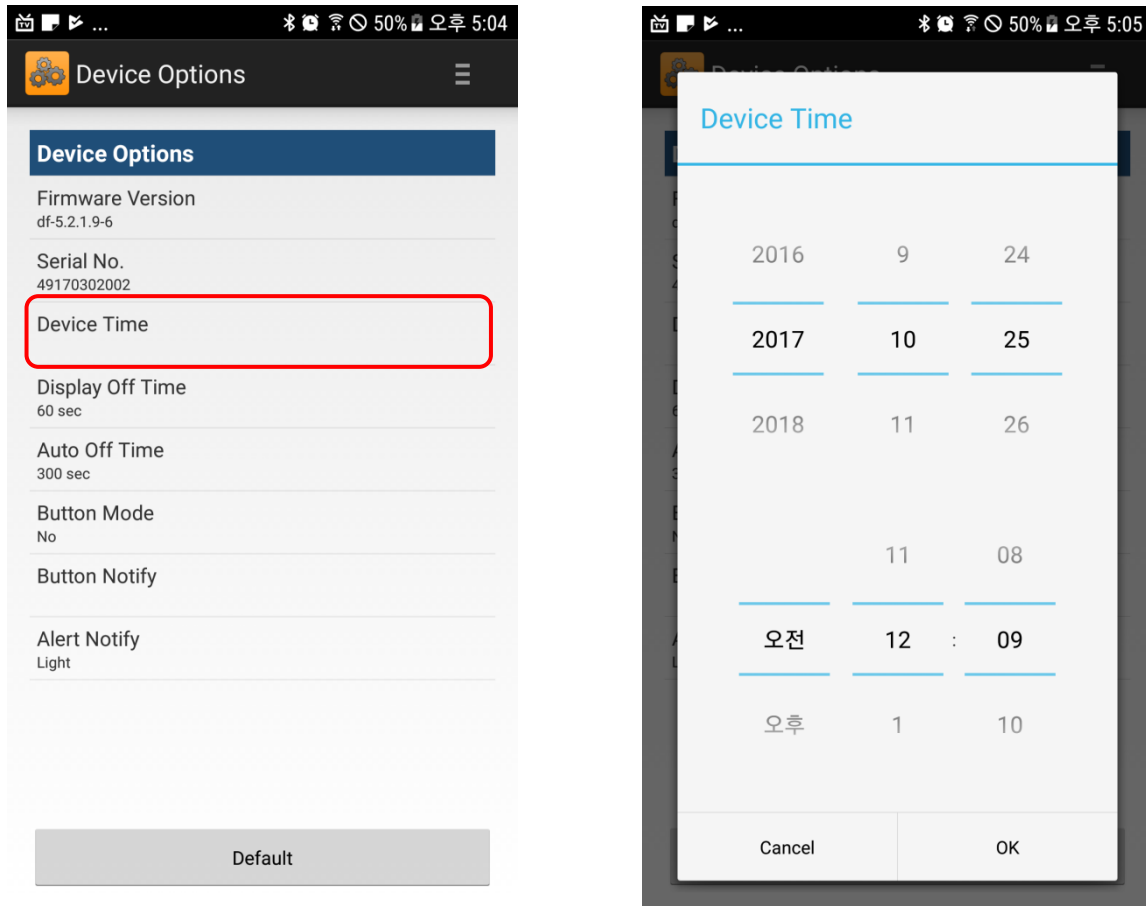 ... 50% 오후 5:04
Device Options
Device Options
Firmware Version
df-5.2.1.9-6
Serial No.
49170302002
Device Time
Display Off Time
60 sec
Auto Off Time
300 sec
Button Mode
No
Button Notify
Alert Notify
Light
Default
... 50% 오후 5:05
Device Time
2016 9 24
2017 10 25
2018 11 26
11 08
오전 12 : 09
오후 1 10
Cancel OK